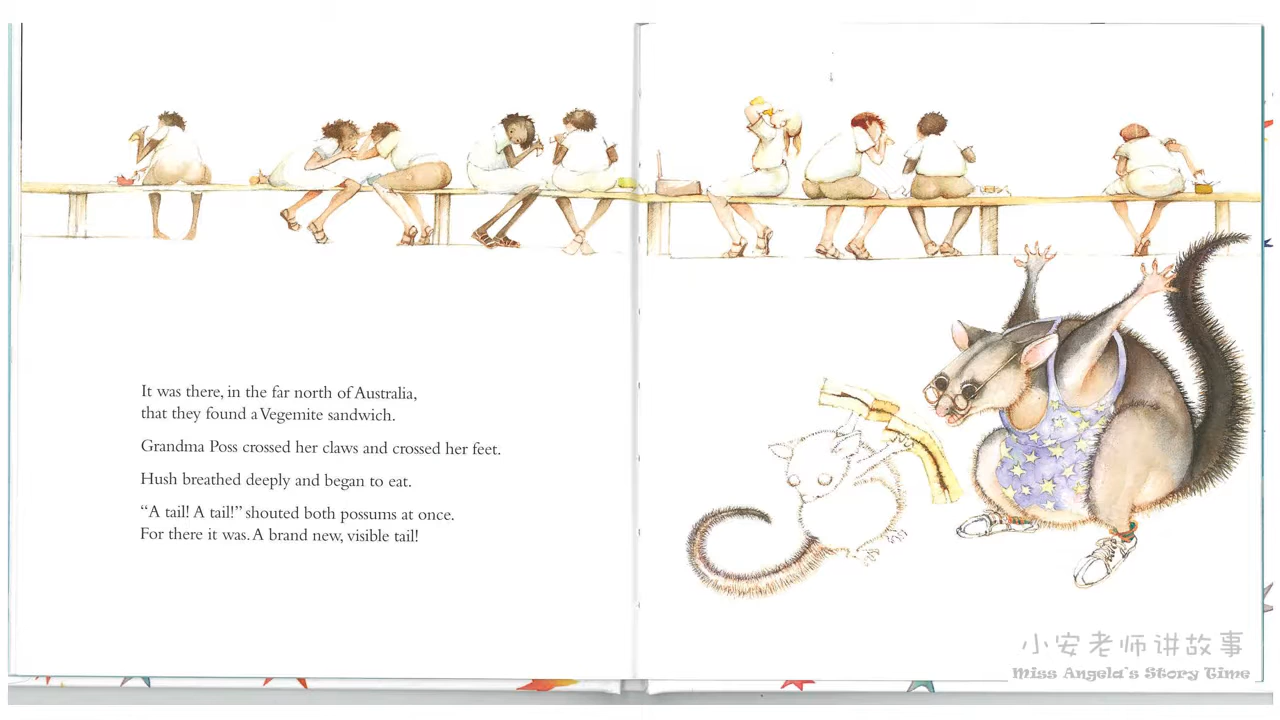 It was there, in the far north of Australia,
that they found a Vegemite sandwich.
Grandma Poss crossed her claws and crossed her feet.
Hush breathed deeply and began to eat.
“A tail! A tail!” shouted both possums at once.
For there it was. A brand new, visible tail!
小安老师讲故事
Miss Angela's Story Time